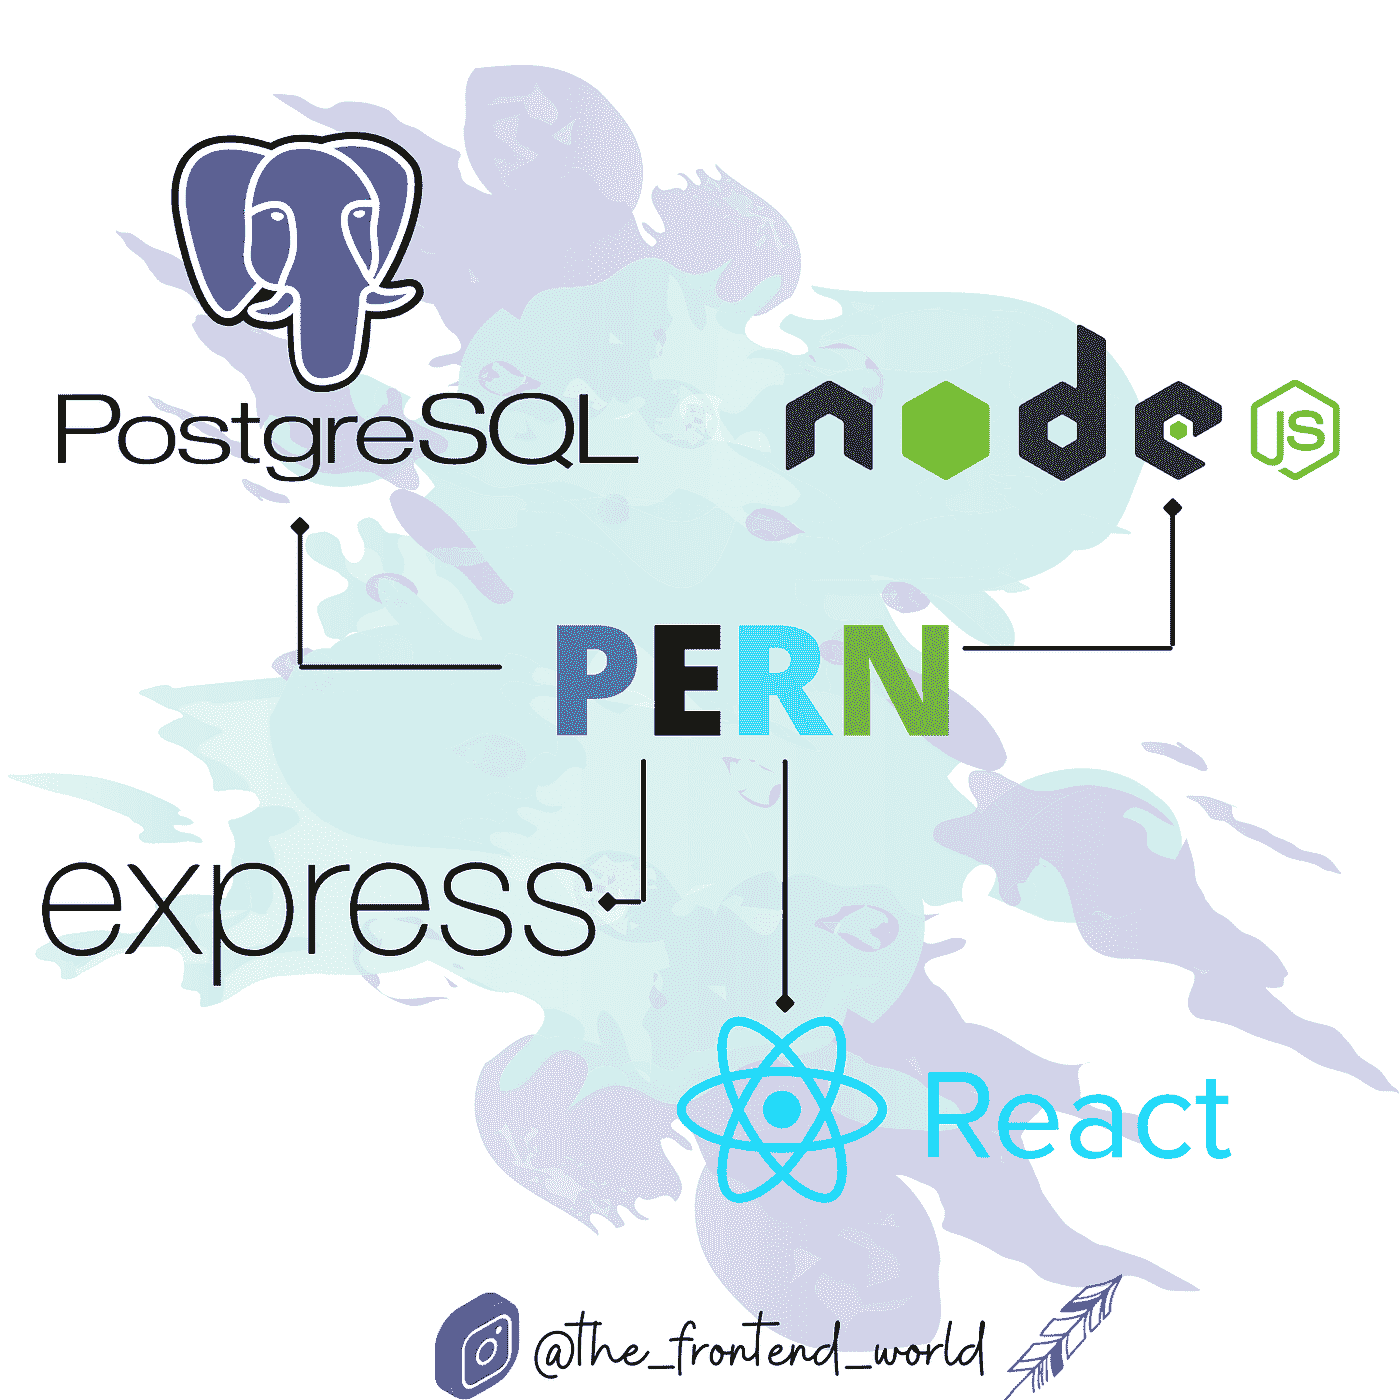 PostgreSQL
node JS
PERN
express
React
@the_frontend_world